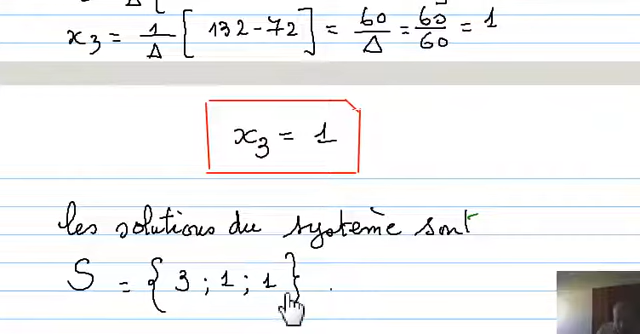 x₃ = 1/Δ [ 132 - 72 ] = 60/Δ = 60/60 = 1
x₃ = 1
les solutions du système sont
S = { 3 ; 1 ; 1 } .